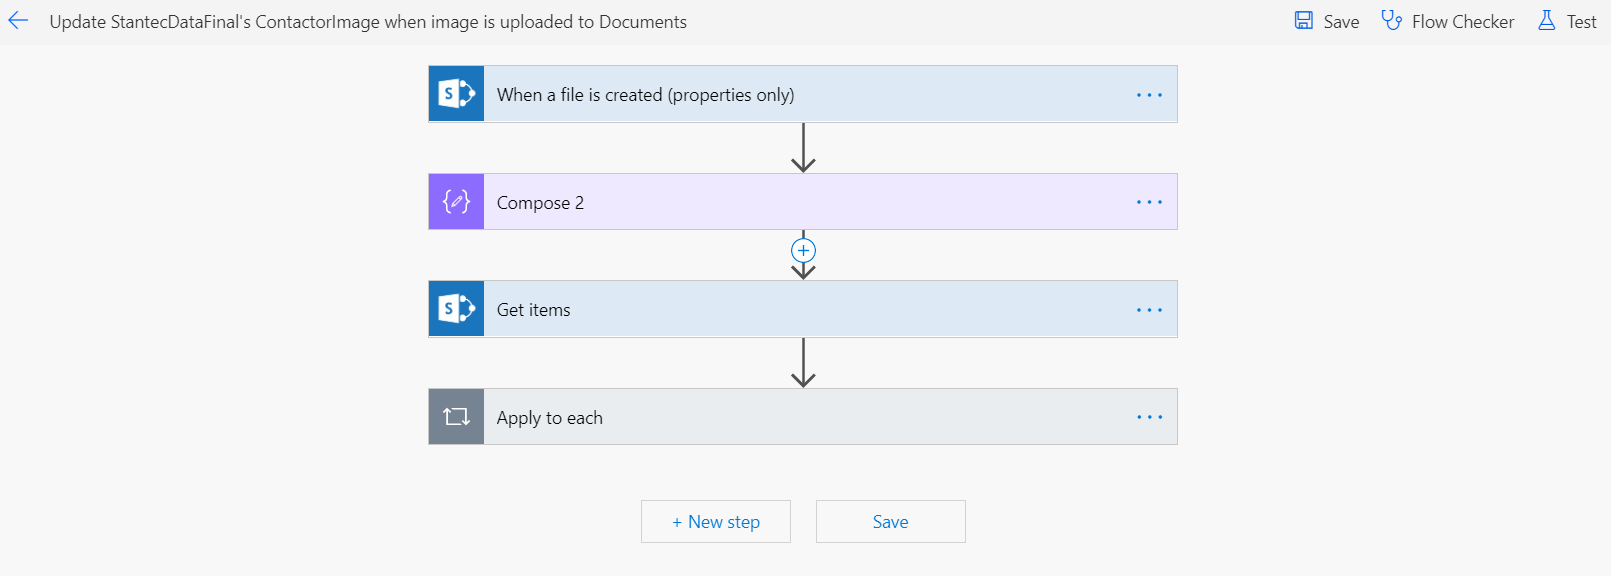 Update StantecDataFinal's ContactorImage when image is uploaded to Documents
Save
Flow Checker
Test
S
When a file is created (properties only)
Compose 2
S
Get items
Apply to each
+ New step
Save